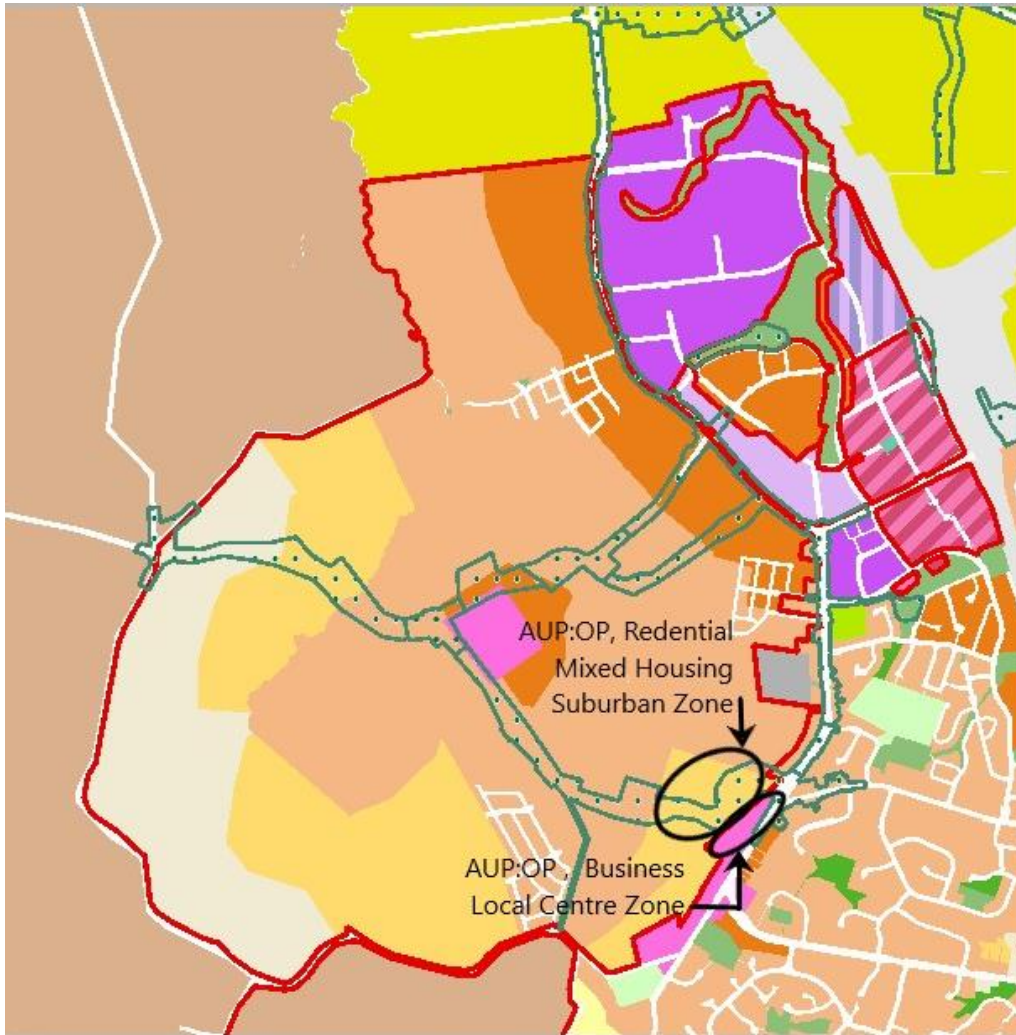 AUP:OP, Redential
Mixed Housing
Suburban Zone
AUP:OP , Business
Local Centre Zone